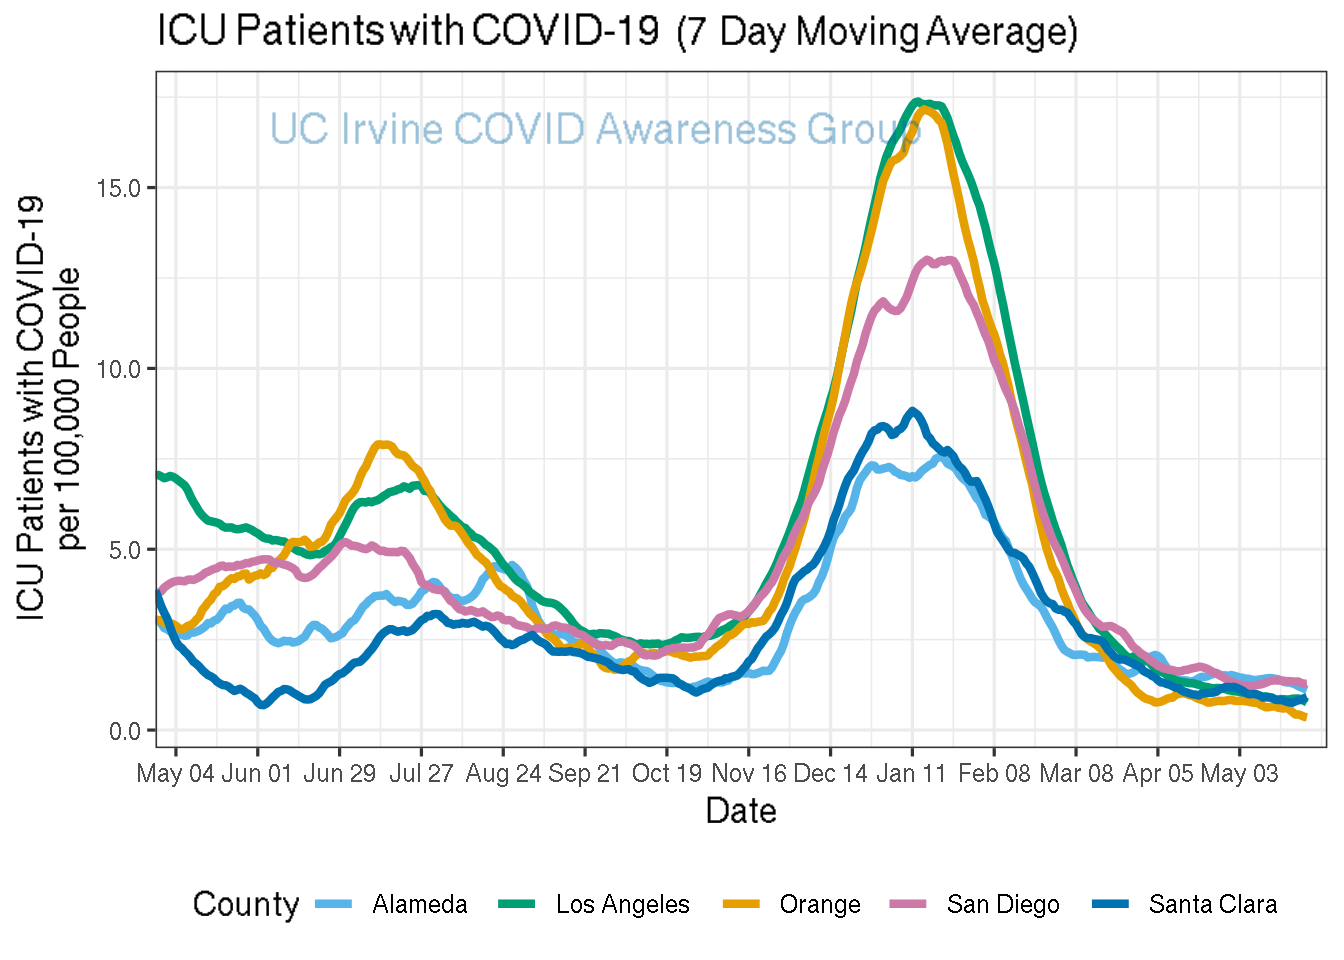 ICU Patients with COVID-19 (7 Day Moving Average)
UC Irvine COVID Awareness Group
ICU Patients with COVID-19
per 100,000 People
15.0
10.0
5.0
0.0
May 04 Jun 01 Jun 29 Jul 27 Aug 24 Sep 21 Oct 19 Nov 16 Dec 14 Jan 11 Feb 08 Mar 08 Apr 05 May 03
Date
County Alameda Los Angeles Orange San Diego Santa Clara